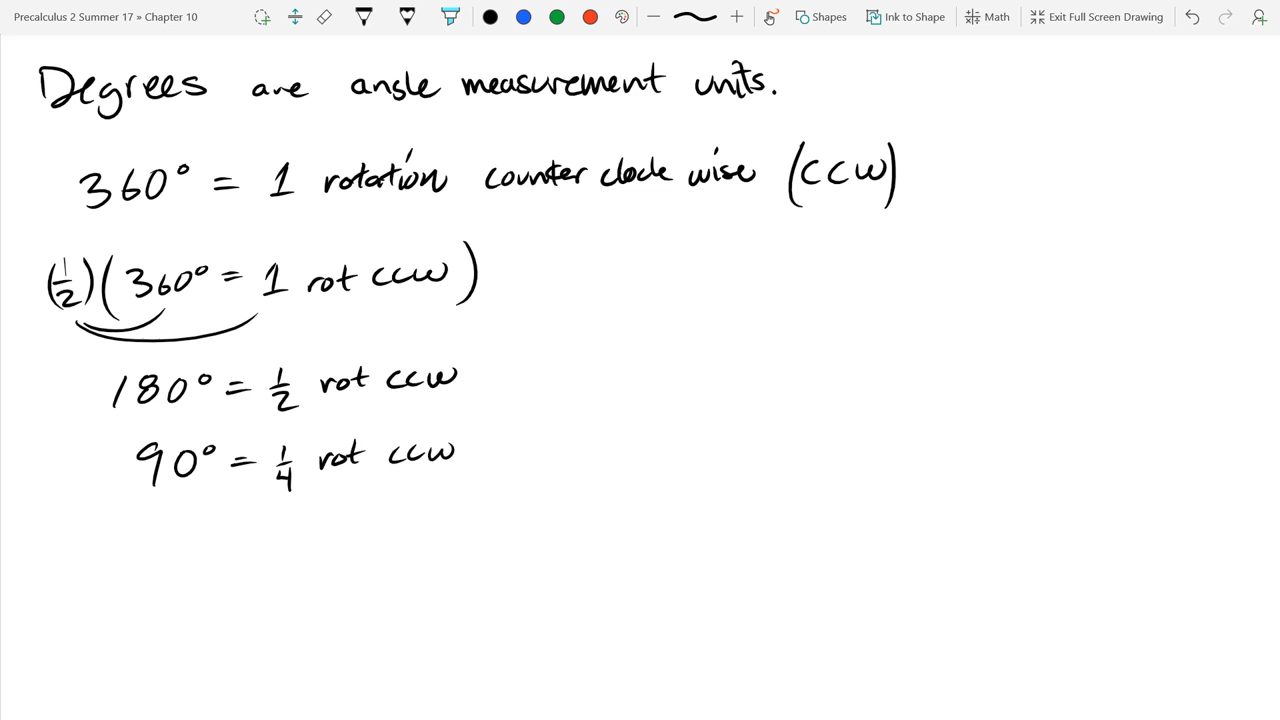 Precalculus 2 Summer 17 » Chapter 10 Shapes Ink to Shape Math Exit Full Screen Drawing
Degrees are angle measurement units.
360° = 1 rotation counter clock wise (CCW)
(1/2)(360° = 1 rot ccw)
180° = 1/2 rot ccw
90° = 1/4 rot ccw